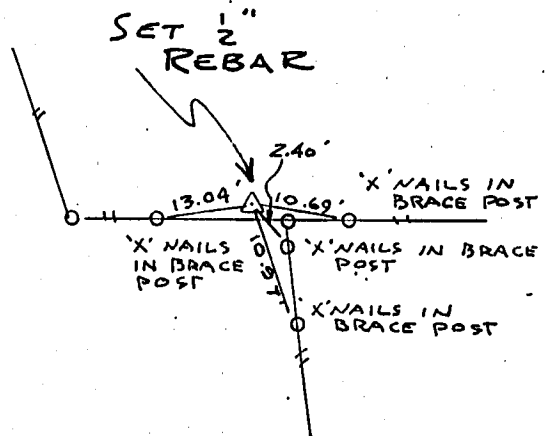 SET 1/2"
REBAR
2.40'
13.04'
10.69'
'X' NAILS IN
BRACE POST
'X' NAILS
IN BRACE
POST
'X' NAILS IN BRACE
POST
'X' NAILS IN
BRACE POST